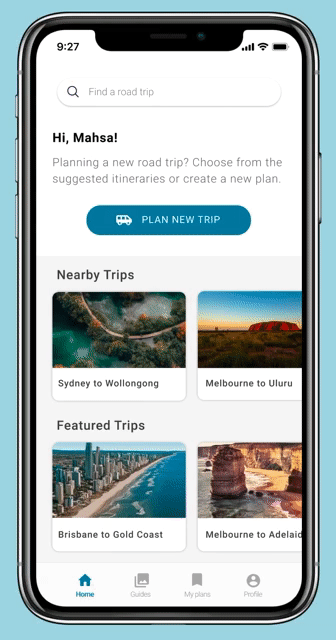 9:27
Find a road trip
Hi, Mahsa!
Planning a new road trip? Choose from the
suggested itineraries or create a new plan.
PLAN NEW TRIP
Nearby Trips
Sydney to Wollongong
Melbourne to Uluru
Featured Trips
Brisbane to Gold Coast
Melbourne to Adelaid
Home
Guides
My plans
Profile